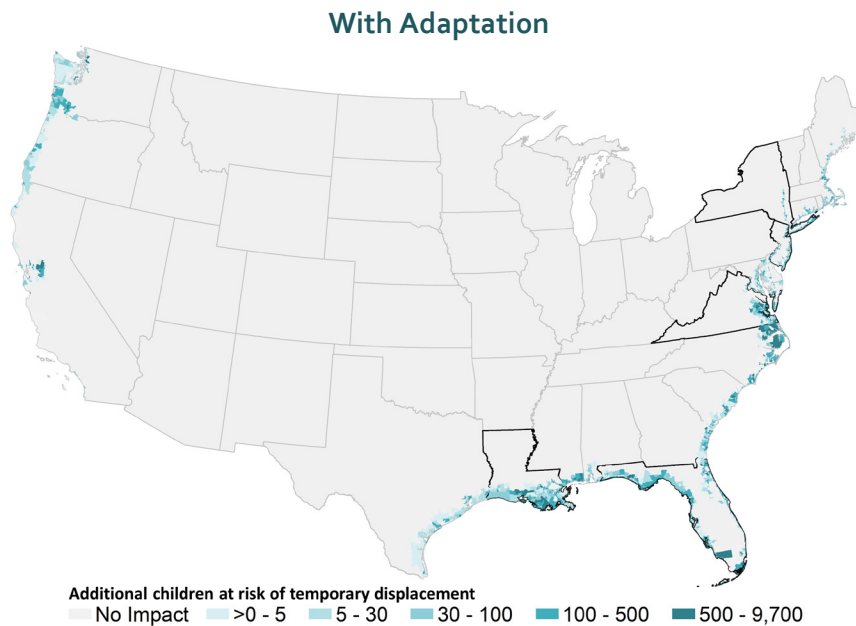 With Adaptation
Additional children at risk of temporary displacement
No Impact >0 - 5 5 - 30 30 - 100 100 - 500 500 - 9,700